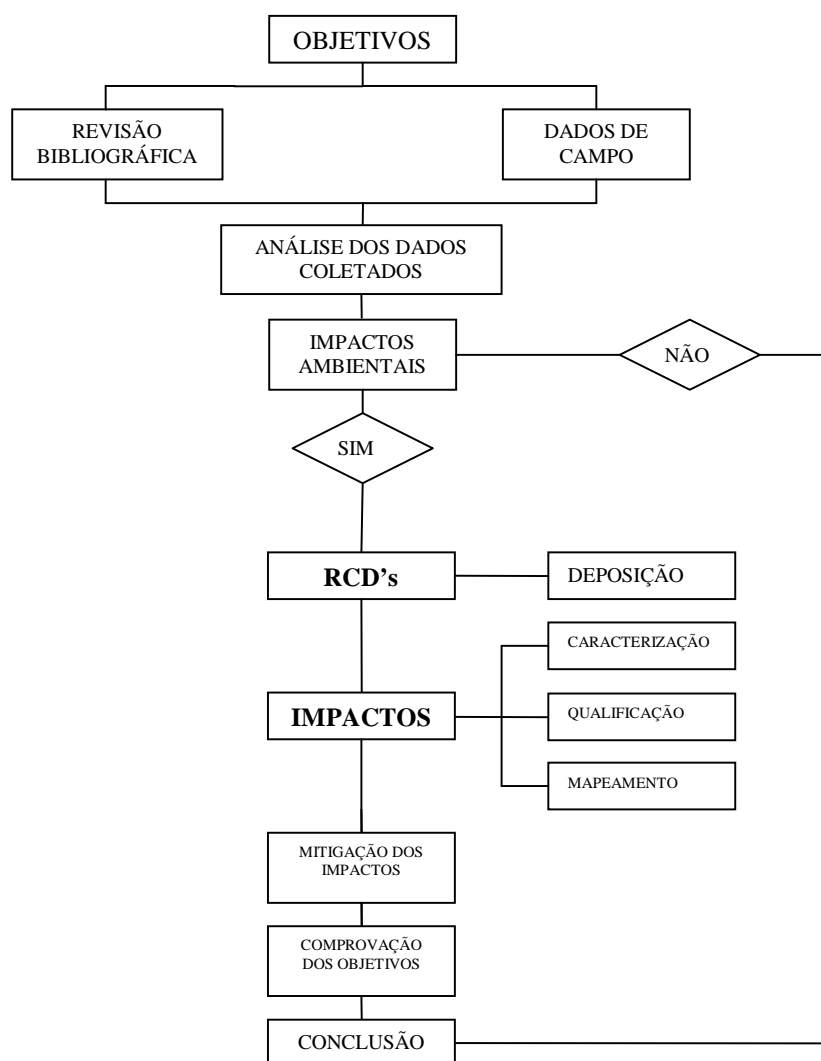 OBJETIVOS
REVISÃO
BIBLIOGRÁFICA
DADOS DE
CAMPO
ANÁLISE DOS DADOS
COLETADOS
IMPACTOS
AMBIENTAIS
NÃO
SIM
RCD's
DEPOSIÇÃO
CARACTERIZAÇÃO
IMPACTOS
QUALIFICAÇÃO
MAPEAMENTO
MITIGAÇÃO DOS
IMPACTOS
COMPROVAÇÃO
DOS OBJETIVOS
CONCLUSÃO